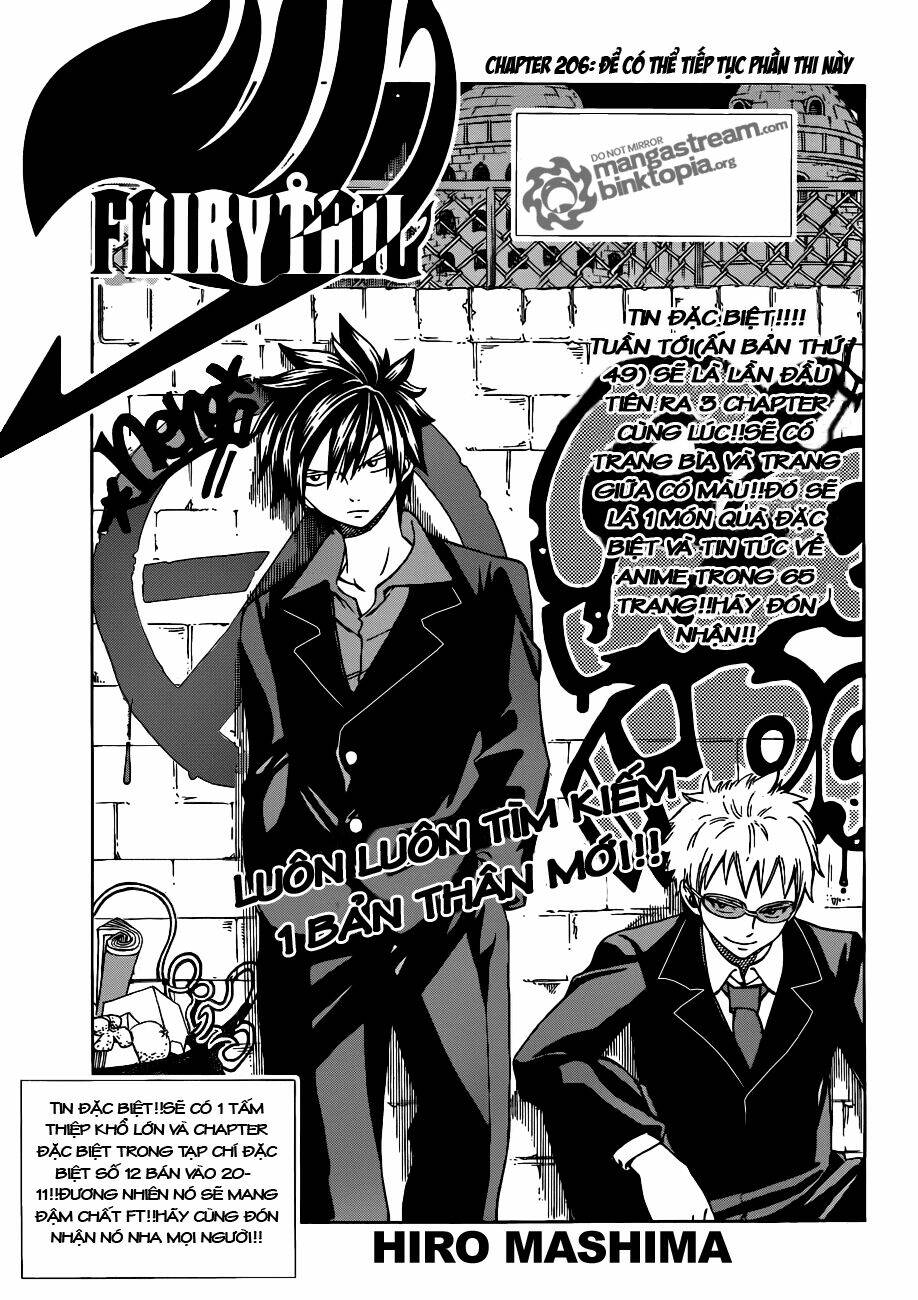 CHAPTER 206: ĐỂ CÓ THỂ TIẾP TỤC PHẦN THI NÀY
DO NOT MIRROR
mangastream.com
binktopia.org
FAIRY TAIL
TIN ĐẶC BIỆT!!!!
TUẦN TỚI(ẤN BẢN THỨ
49) SẼ LÀ LẦN ĐẦU
TIÊN RA 3 CHAPTER
CÙNG LÚC!!SẼ CÓ
TRANG BÌA VÀ TRANG
GIỮA CÓ MÀU!!ĐÓ SẼ
LÀ 1 MÓN QUÀ ĐẶC
BIỆT VÀ TIN TỨC VỀ
ANIME TRONG 65
TRANG!!HÃY ĐÓN
NHẬN!!
LUÔN LUÔN TÌM KIẾM
1 BẢN THÂN MỚI!!
TIN ĐẶC BIỆT!!SẼ CÓ 1 TẤM
THIỆP KHỔ LỚN VÀ CHAPTER
ĐẶC BIỆT TRONG TẠP CHÍ ĐẶC
BIỆT SỐ 12 BÁN VÀO 20-
11!!ĐƯƠNG NHIÊN NÓ SẼ MANG
ĐẬM CHẤT FT!!HÃY CŨNG ĐÓN
NHẬN NÓ NHA MỌI NGƯỜI!!
HIRO MASHIMA